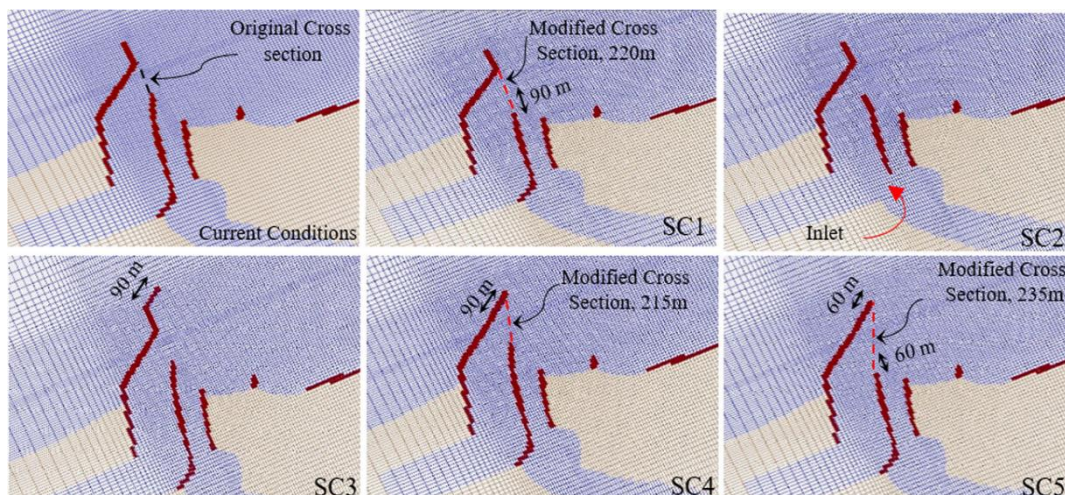 Original Cross
section
Current Conditions
Modified Cross
Section, 220m
90 m
SC1
Inlet
SC2
90 m
SC3
90 m
Modified Cross
Section, 215m
SC4
60 m
Modified Cross
Section, 235m
60 m
SC5